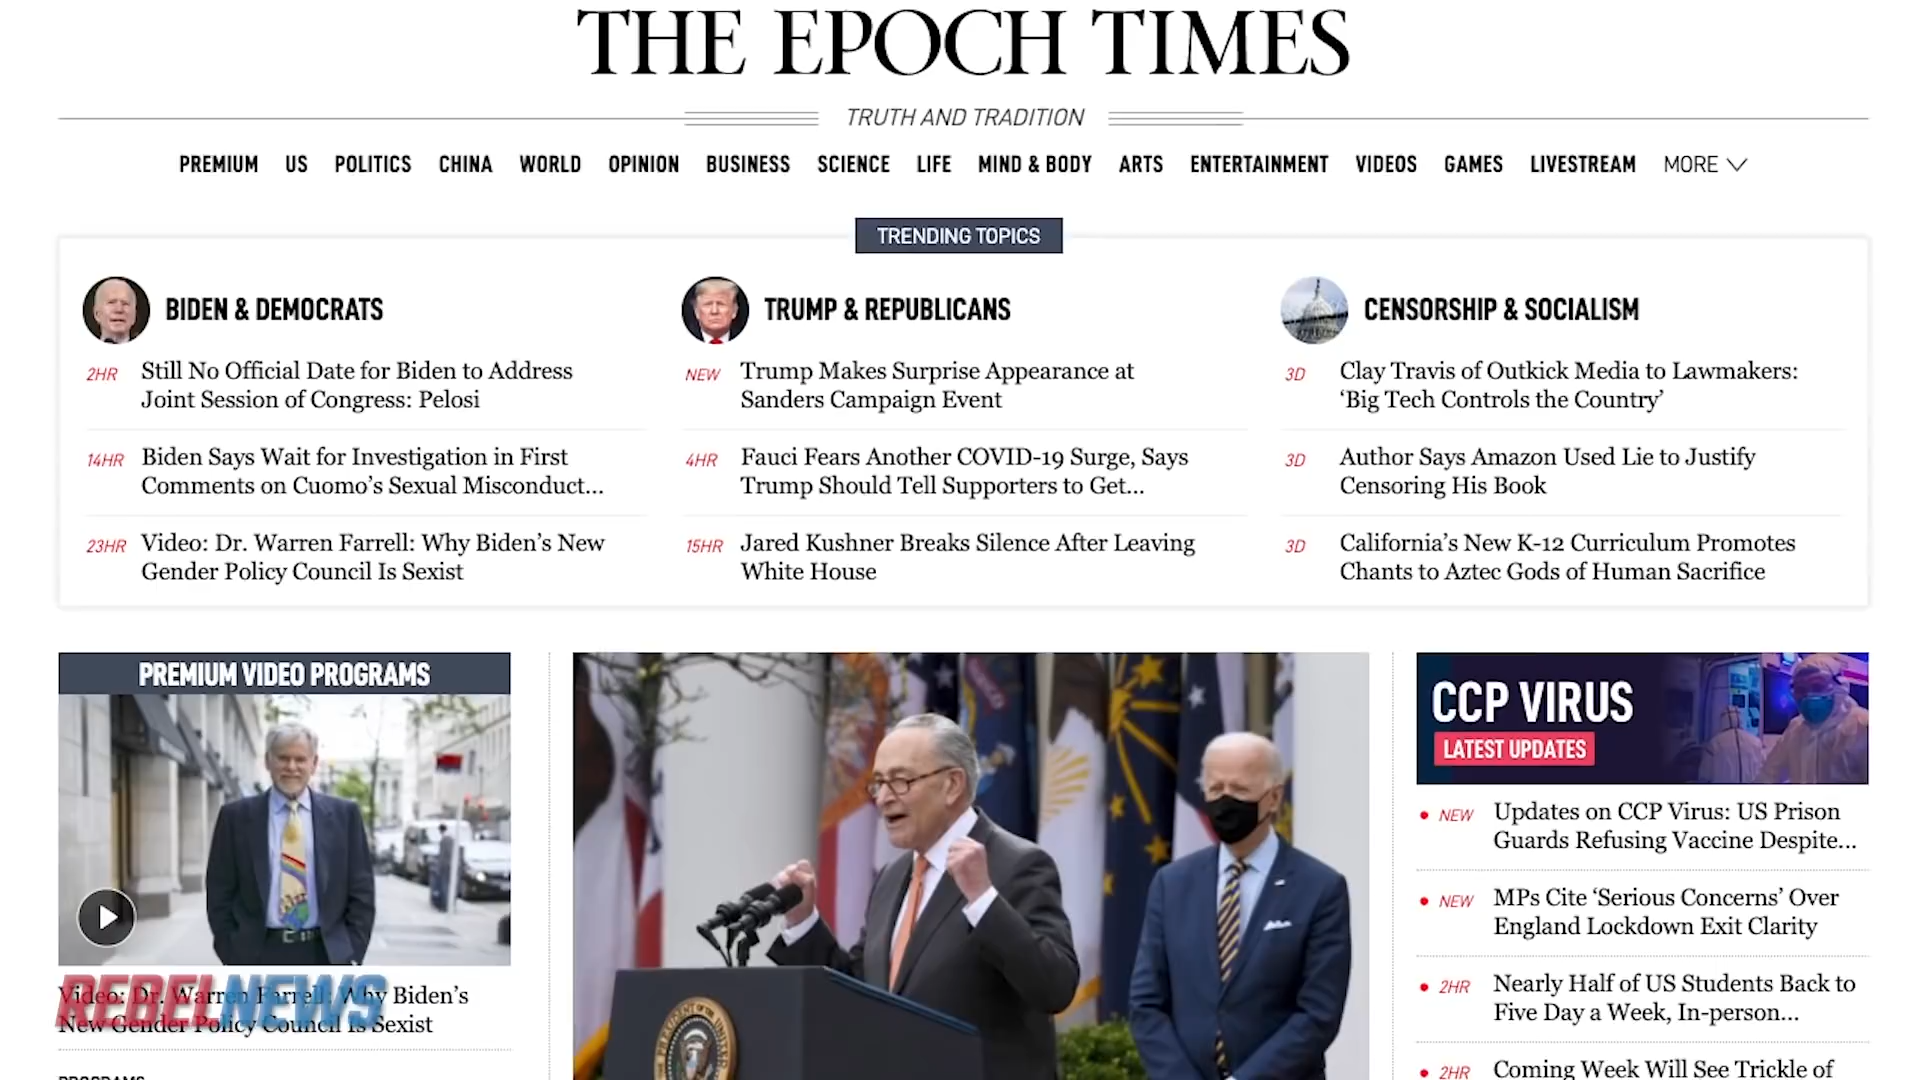 THE EPOCH TIMES
TRUTH AND TRADITION
PREMIUM US POLITICS CHINA WORLD OPINION BUSINESS SCIENCE LIFE MIND & BODY ARTS ENTERTAINMENT VIDEOS GAMES LIVESTREAM MORE
TRENDING TOPICS
BIDEN & DEMOCRATS
2HR Still No Official Date for Biden to Address
Joint Session of Congress: Pelosi
14HR Biden Says Wait for Investigation in First
Comments on Cuomo's Sexual Misconduct...
23HR Video: Dr. Warren Farrell: Why Biden's New
Gender Policy Council Is Sexist
TRUMP & REPUBLICANS
NEW Trump Makes Surprise Appearance at
Sanders Campaign Event
4HR Fauci Fears Another COVID-19 Surge, Says
Trump Should Tell Supporters to Get...
15HR Jared Kushner Breaks Silence After Leaving
White House
CENSORSHIP & SOCIALISM
3D Clay Travis of Outkick Media to Lawmakers:
‘Big Tech Controls the Country’
3D Author Says Amazon Used Lie to Justify
Censoring His Book
3D California's New K-12 Curriculum Promotes
Chants to Aztec Gods of Human Sacrifice
PREMIUM VIDEO PROGRAMS
Video: Dr. Warren Farrell: Why Biden's
New Gender Policy Council Is Sexist
REBELNEWS
CCP VIRUS
LATEST UPDATES
NEW Updates on CCP Virus: US Prison
Guards Refusing Vaccine Despite...
NEW MPs Cite ‘Serious Concerns’ Over
England Lockdown Exit Clarity
2HR Nearly Half of US Students Back to
Five Day a Week, In-person...
2HR Coming Week Will See Trickle of